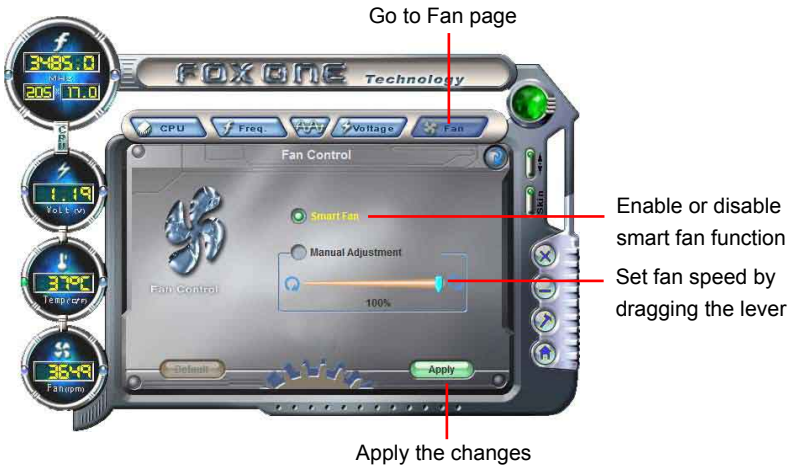 Go to Fan page
3485.0
MHz
205 17.0
FOX ONE Technology
CPU
CPU
Freq.
Voltage
Fan
Fan Control
1.19
Volt (V)
Smart Fan
Enable or disable
smart fan function
Manual Adjustment
Set fan speed by
dragging the lever
37°C
Fan Control
100%
3649
Fan(rpm)
Default
Apply
Skin
Apply the changes